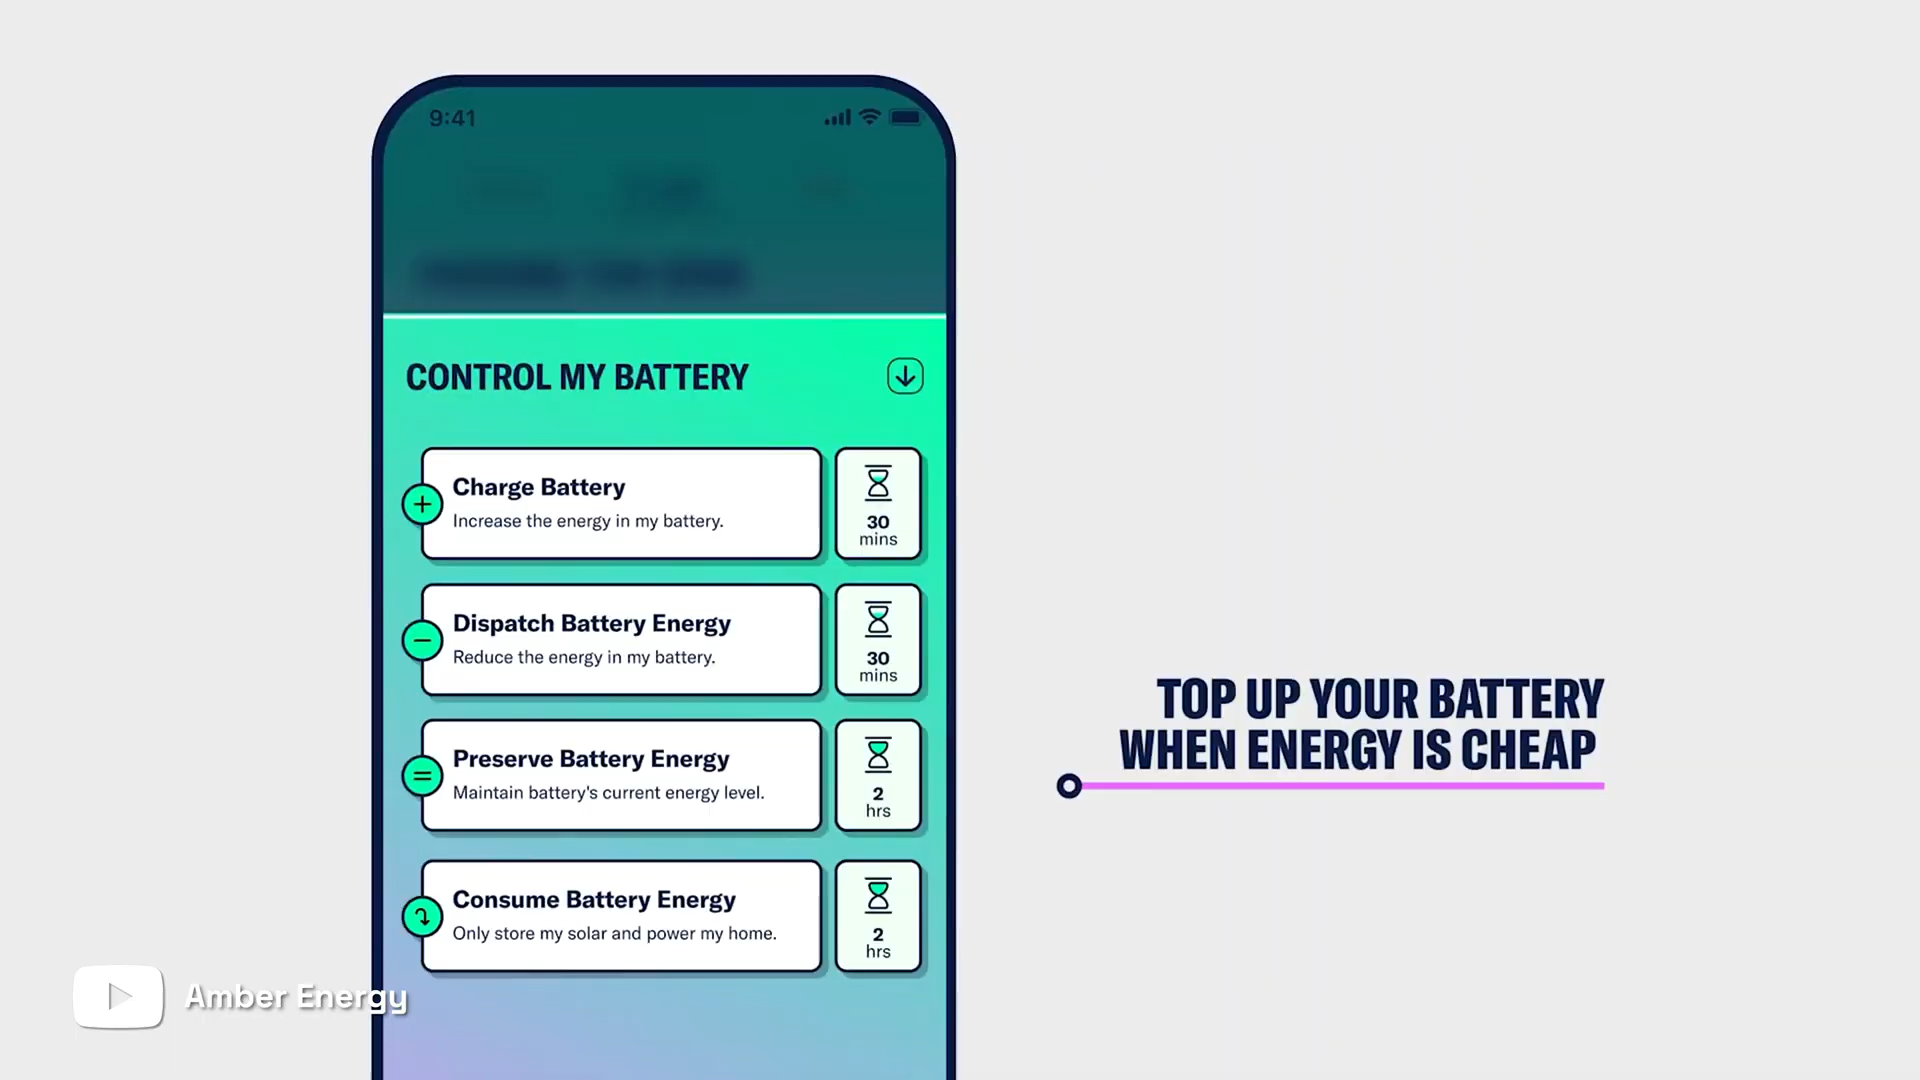 9:41
CONTROL MY BATTERY
Charge Battery
Increase the energy in my battery.
30
mins
Dispatch Battery Energy
Reduce the energy in my battery.
30
mins
Preserve Battery Energy
Maintain battery's current energy level.
2
hrs
Consume Battery Energy
Only store my solar and power my home.
2
hrs
TOP UP YOUR BATTERY
WHEN ENERGY IS CHEAP
Amber Energy